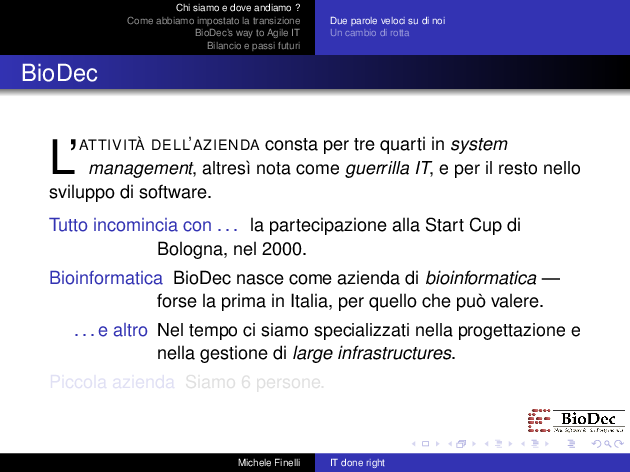 Chi siamo e dove andiamo ?
Come abbiamo impostato la transizione
BioDec's way to Agile IT
Bilancio e passi futuri
Due parole veloci su di noi
Un cambio di rotta
BioDec
L'ATTIVITÀ DELL'AZIENDA consta per tre quarti in system
management, altresì nota come guerrilla IT, e per il resto nello
sviluppo di software.
Tutto incomincia con . . . la partecipazione alla Start Cup di
Bologna, nel 2000.
Bioinformatica BioDec nasce come azienda di bioinformatica —
forse la prima in Italia, per quello che può valere.
. . . e altro Nel tempo ci siamo specializzati nella progettazione e
nella gestione di large infrastructures.
Piccola azienda Siamo 6 persone.
BioDec
Michele Finelli
IT done right